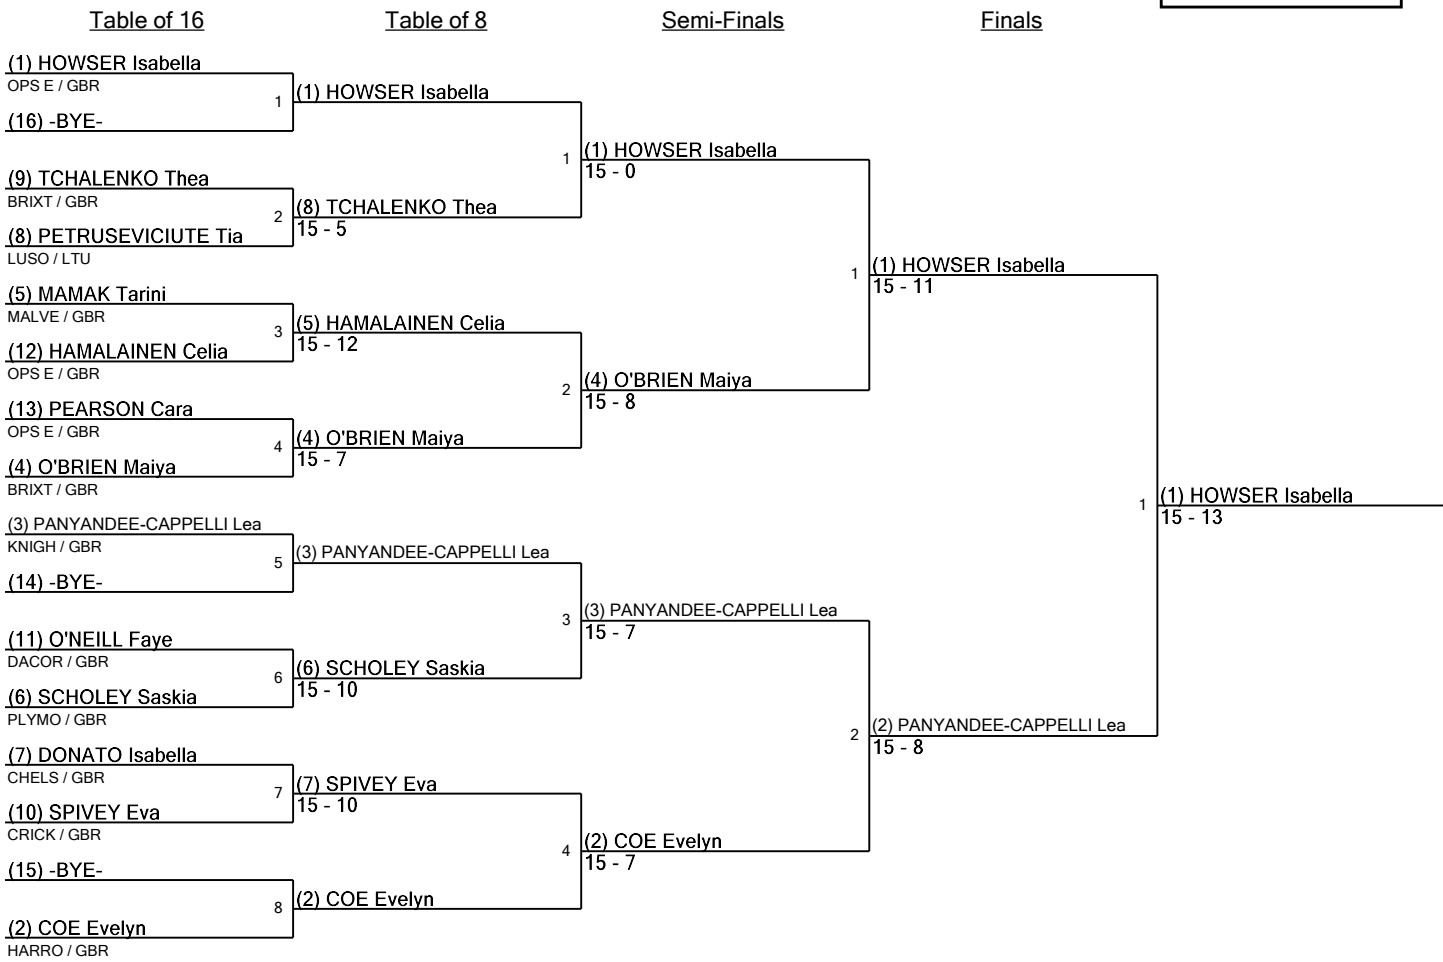 Table of 16
Table of 8
Semi-Finals
Finals
(1) HOWSER Isabella
OPS E / GBR
(16) -BYE-
(9) TCHALENKO Thea
BRIXT / GBR
(8) PETRUSEVICIUTE Tia
LUSO / LTU
(5) MAMAK Tarini
MALVE / GBR
(12) HAMALAINEN Celia
OPS E / GBR
(13) PEARSON Cara
OPS E / GBR
(4) O'BRIEN Maiya
BRIXT / GBR
(3) PANYANDEE-CAPPELLI Lea
KNIGH / GBR
(14) -BYE-
(11) O'NEILL Faye
DACOR / GBR
(6) SCHOLEY Saskia
PLYMO / GBR
(7) DONATO Isabella
CHELS / GBR
(10) SPIVEY Eva
CRICK / GBR
(15) -BYE-
(2) COE Evelyn
HARRO / GBR
1
(1) HOWSER Isabella
2
(8) TCHALENKO Thea
15 - 5
3
(5) HAMALAINEN Celia
15 - 12
4
(4) O'BRIEN Maiya
15 - 7
5
(3) PANYANDEE-CAPPELLI Lea
6
(6) SCHOLEY Saskia
15 - 10
7
(7) SPIVEY Eva
15 - 10
8
(2) COE Evelyn
1
(1) HOWSER Isabella
15 - 0
2
(4) O'BRIEN Maiya
15 - 8
3
(3) PANYANDEE-CAPPELLI Lea
15 - 7
4
(2) COE Evelyn
15 - 7
1
(1) HOWSER Isabella
15 - 11
2
(2) PANYANDEE-CAPPELLI Lea
15 - 8
1
(1) HOWSER Isabella
15 - 13